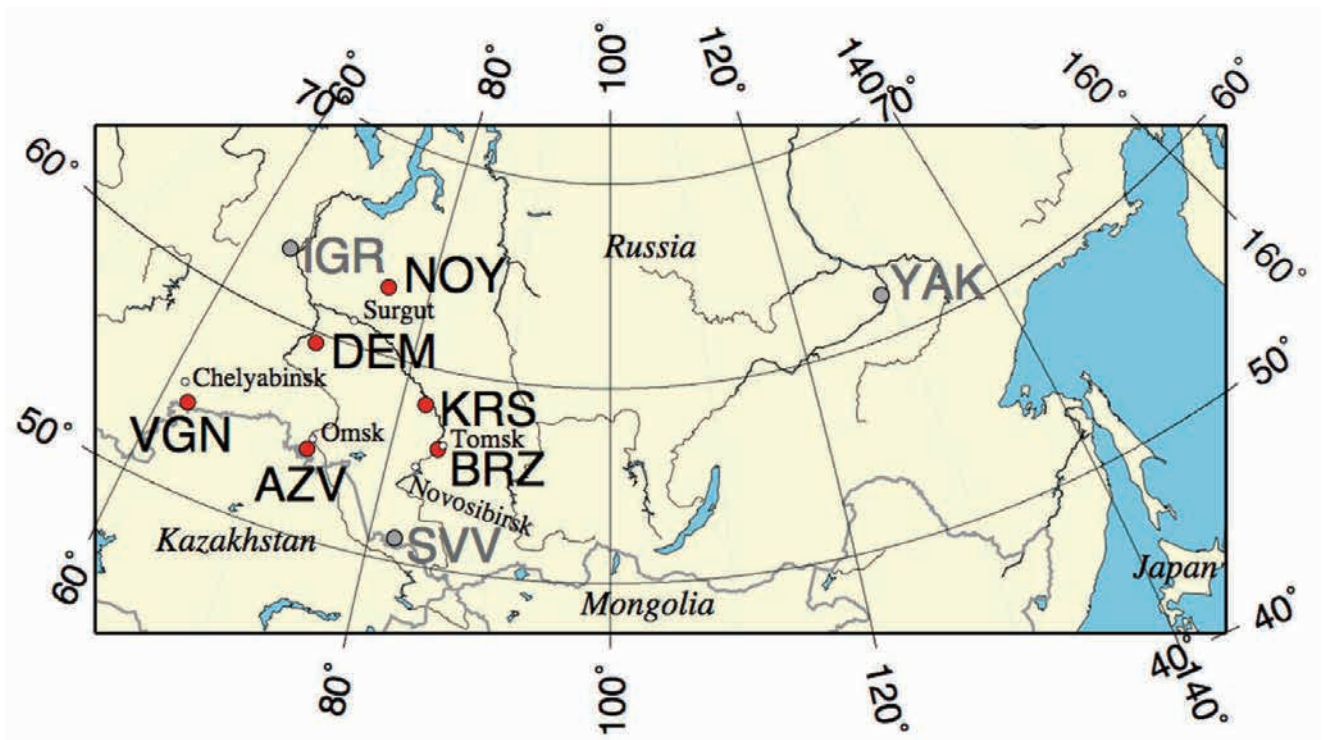 70°
60°
80°
100°
120°
140°
70°
160°
60°
60°
IGR
NOY
Russia
YAK
160°
Surgut
DEM
Chelyabinsk
50°
50°
VGN
Omsk
KRS
Tomsk
AZV
BRZ
Novosibirsk
Kazakhstan
SVV
Japan
60°
Mongolia
40°
80°
100°
120°
40°
140°